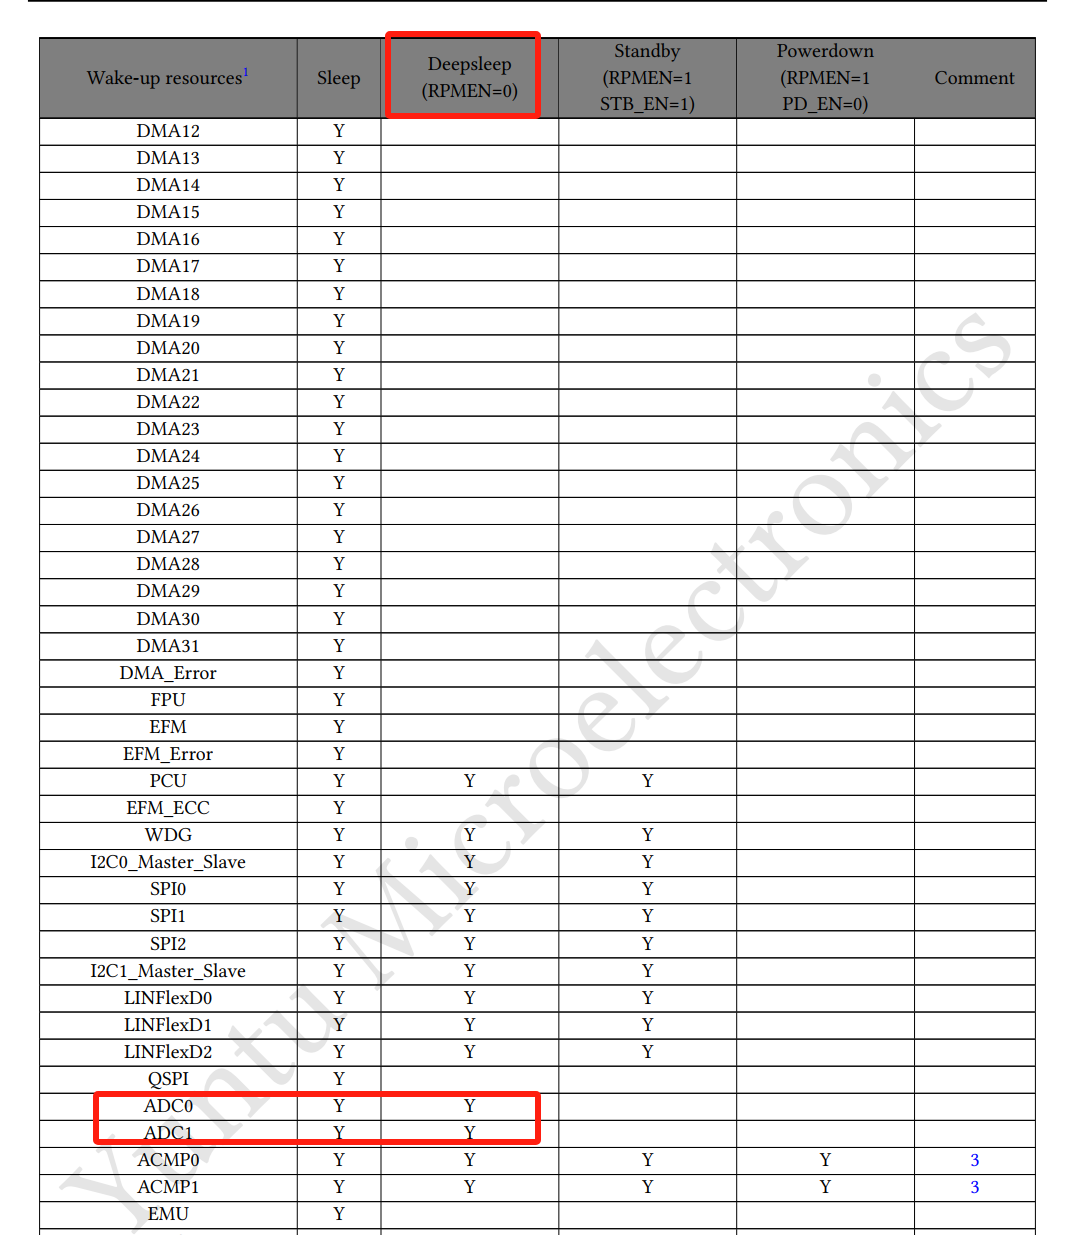 Wake-up resources1 Sleep Deepsleep (RPMEN=0) Standby (RPMEN=1 STB_EN=1) Powerdown (RPMEN=1 PD_EN=0) Comment
DMA12 Y
DMA13 Y
DMA14 Y
DMA15 Y
DMA16 Y
DMA17 Y
DMA18 Y
DMA19 Y
DMA20 Y
DMA21 Y
DMA22 Y
DMA23 Y
DMA24 Y
DMA25 Y
DMA26 Y
DMA27 Y
DMA28 Y
DMA29 Y
DMA30 Y
DMA31 Y
DMA_Error Y
FPU Y
EFM Y
EFM_Error Y
PCU Y Y Y
EFM_ECC Y
WDG Y Y Y
I2C0_Master_Slave Y Y Y
SPI0 Y Y Y
SPI1 Y Y Y
SPI2 Y Y Y
I2C1_Master_Slave Y Y Y
LINFlexD0 Y Y Y
LINFlexD1 Y Y Y
LINFlexD2 Y Y Y
QSPI Y
ADC0 Y Y
ADC1 Y Y
ACMP0 Y Y Y Y 3
ACMP1 Y Y Y Y 3
EMU Y
Yuntu Microelectronics